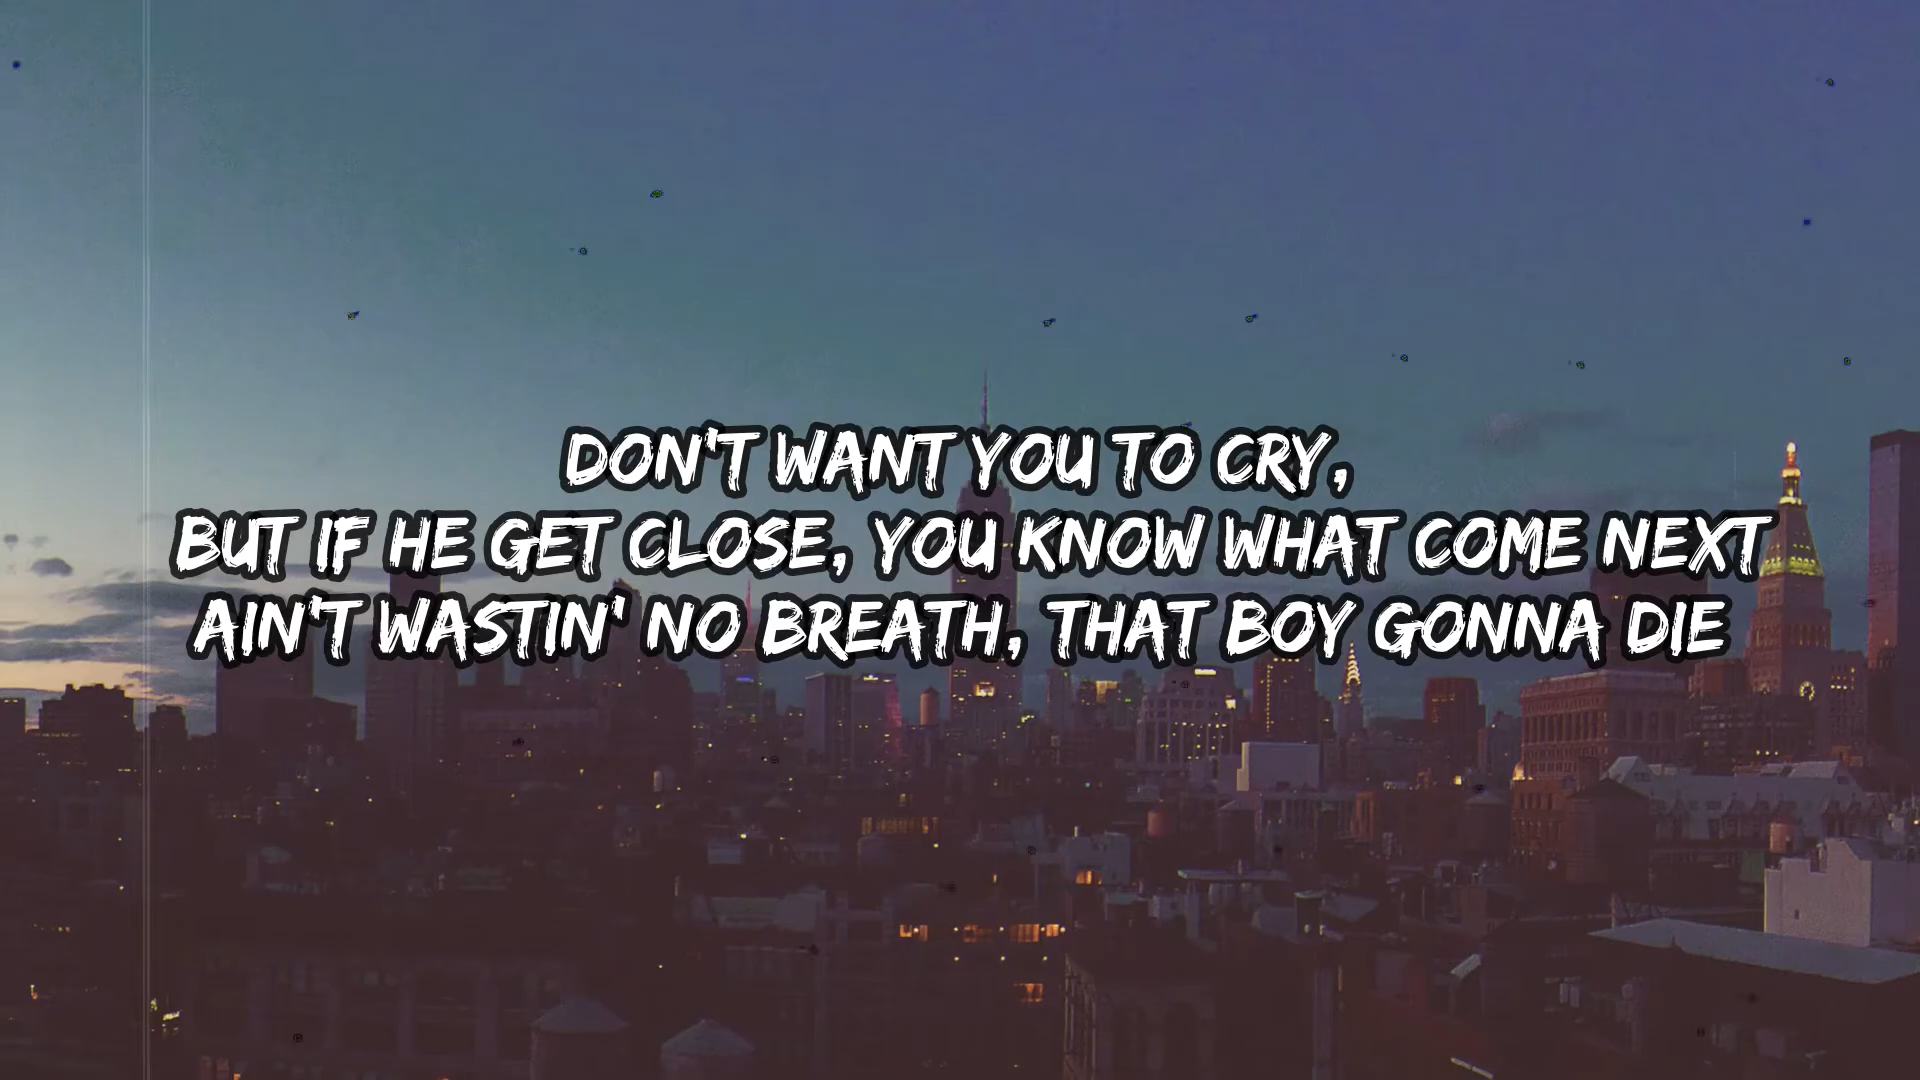 DON'T WANT YOU TO CRY,
BUT IF HE GET CLOSE, YOU KNOW WHAT COME NEXT
AIN'T WASTIN' NO BREATH, THAT BOY GONNA DIE